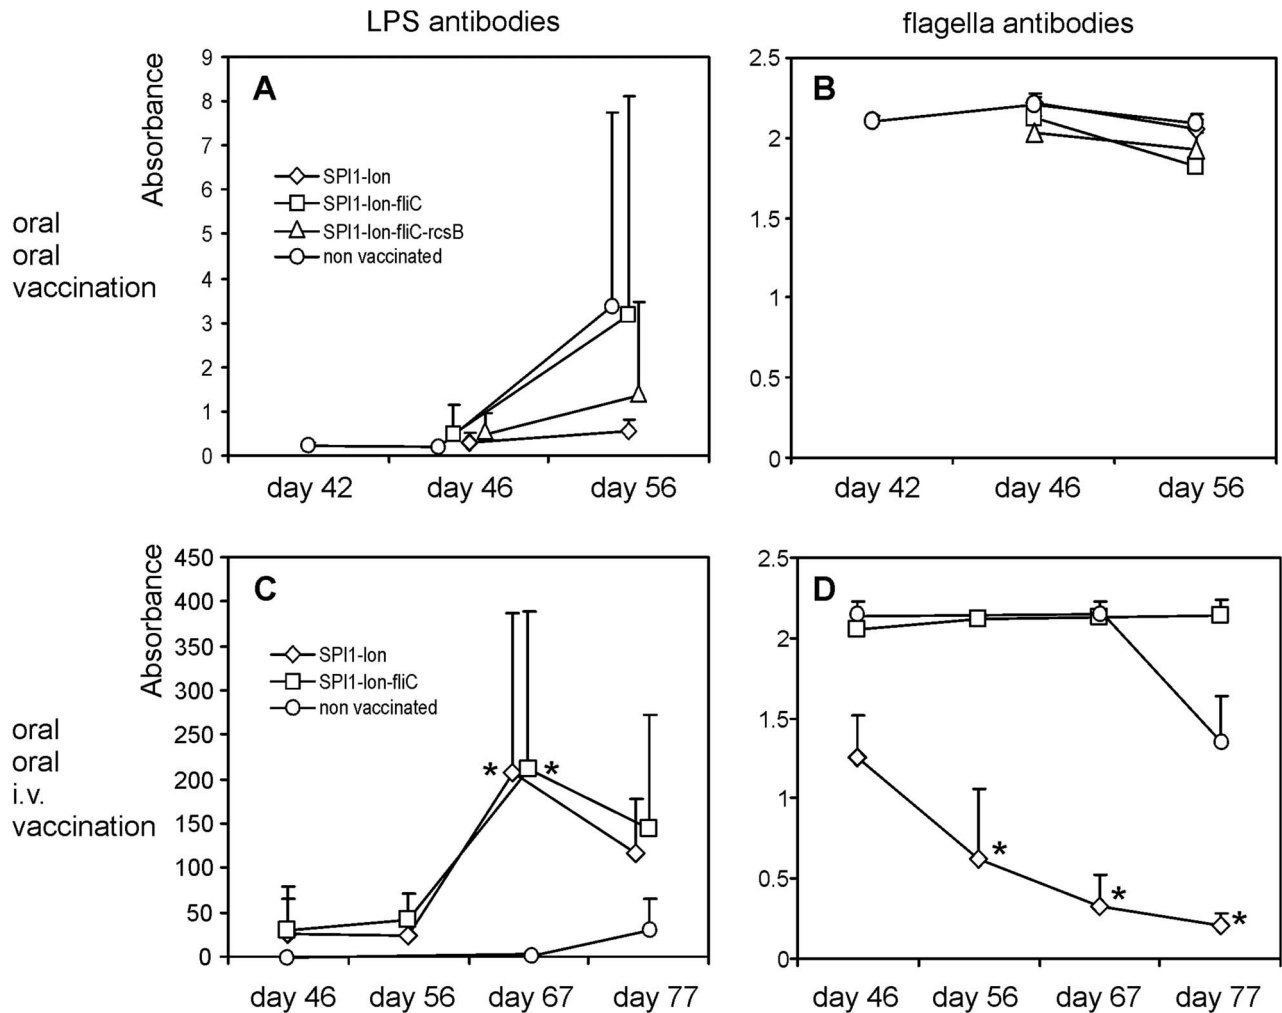 LPS antibodies
flagella antibodies
oral
oral
vaccination
Absorbance
A
9
8
7
6
5
4
3
2
1
0
SPI1-lon
SPI1-lon-fliC
SPI1-lon-fliC-rcsB
non vaccinated
day 42
day 46
day 56
B
2.5
2
1.5
1
0.5
0
day 42
day 46
day 56
oral
oral
i.v.
vaccination
Absorbance
C
450
400
350
300
250
200
150
100
50
0
SPI1-lon
SPI1-lon-fliC
non vaccinated
*
*
day 46
day 56
day 67
day 77
D
2.5
2
1.5
1
0.5
0
*
*
*
day 46
day 56
day 67
day 77